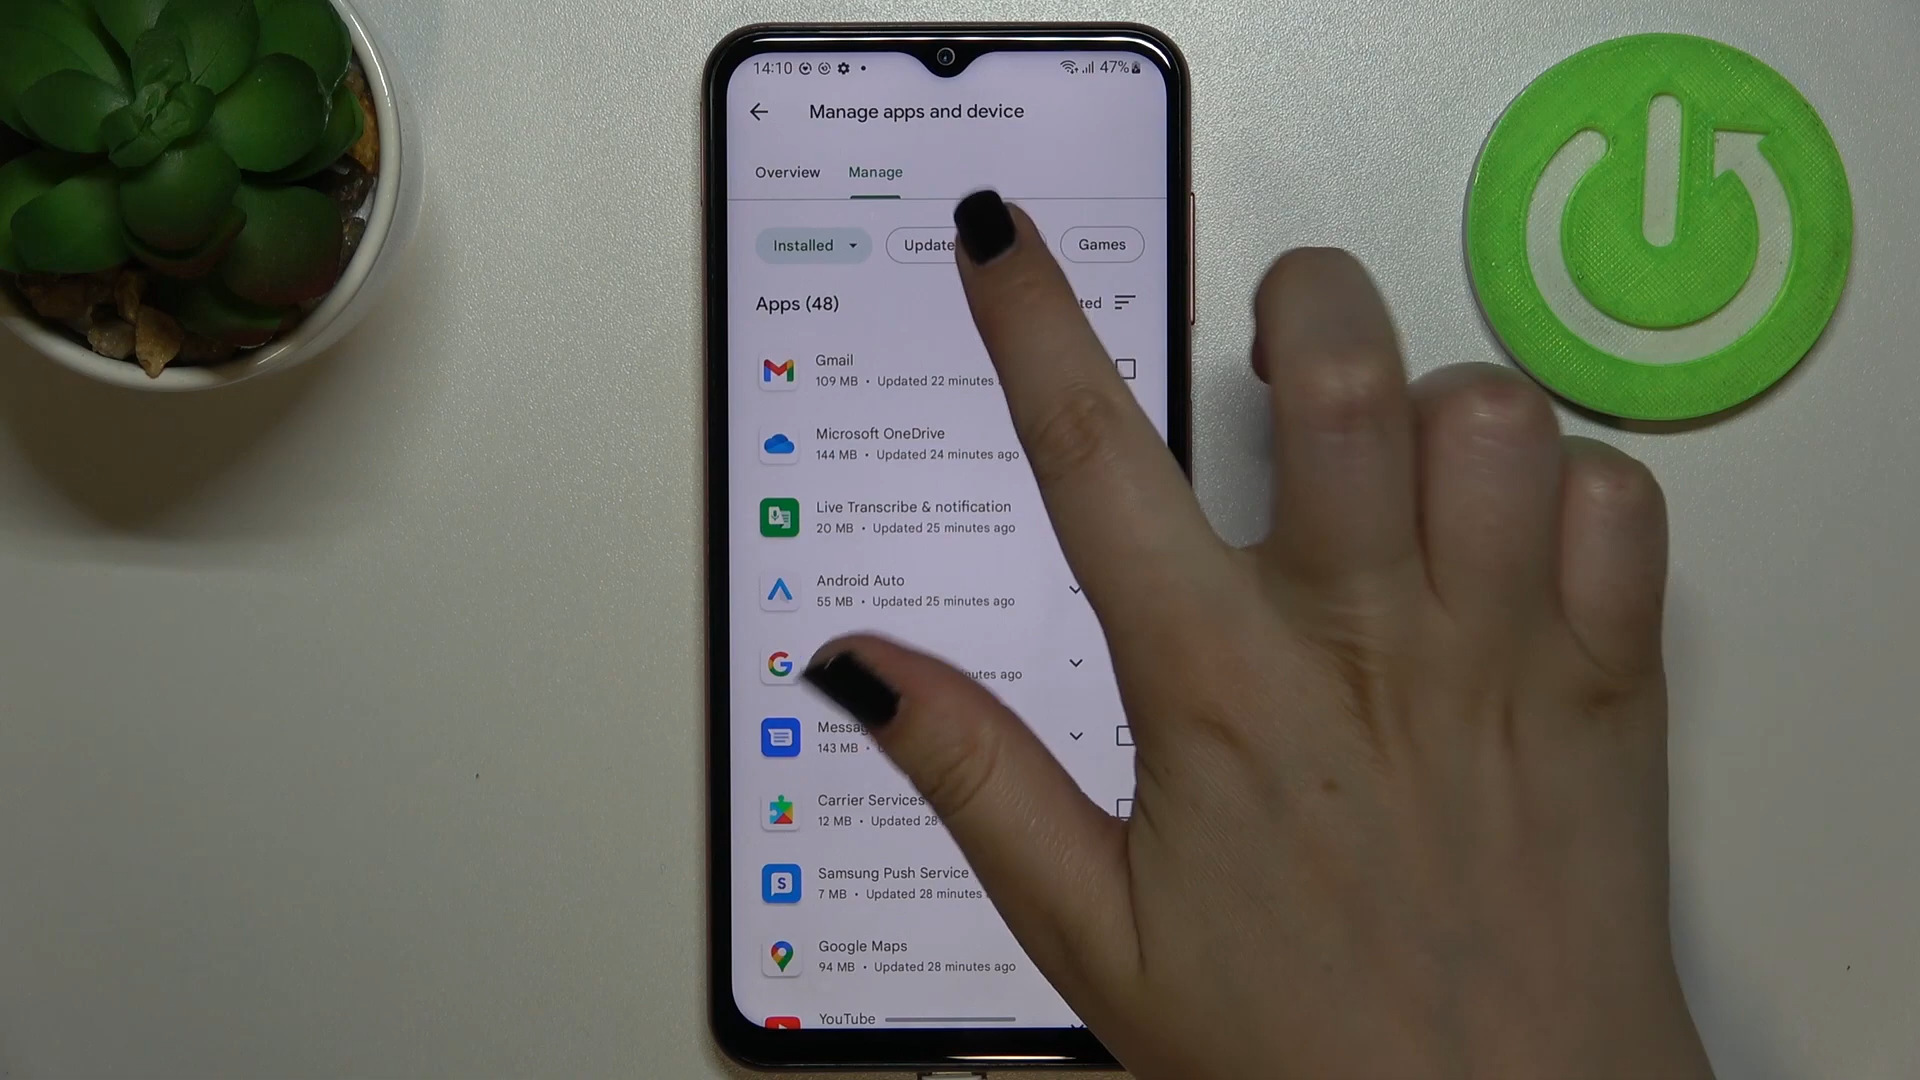 14:10 47%
Manage apps and device
Overview Manage
Installed Games
Apps (48)
Gmail
109 MB • Updated 22 minutes
Microsoft OneDrive
144 MB • Updated 24 minutes ago
Live Transcribe & notification
20 MB • Updated 25 minutes ago
Android Auto
55 MB • Updated 25 minutes ago
ago
143 MB •
Carrier Services
12 MB • Updated 28
Samsung Push Service
7 MB • Updated 28 minutes
Google Maps
94 MB • Updated 28 minutes ago
YouTube